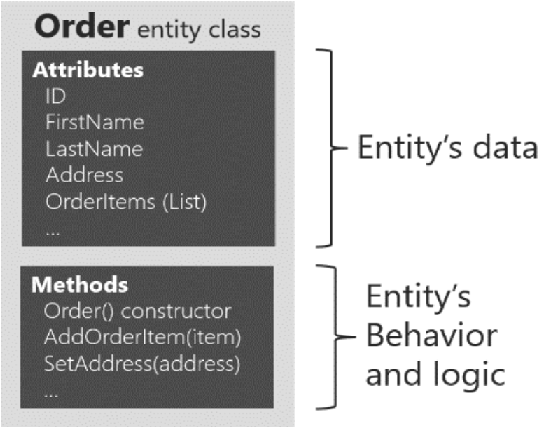 Order entity class
Attributes
ID
FirstName
LastName
Address
OrderItems (List)
...
Entity's data
Methods
Order() constructor
AddOrderItem(item)
SetAddress(address)
...
Entity's
Behavior
and logic